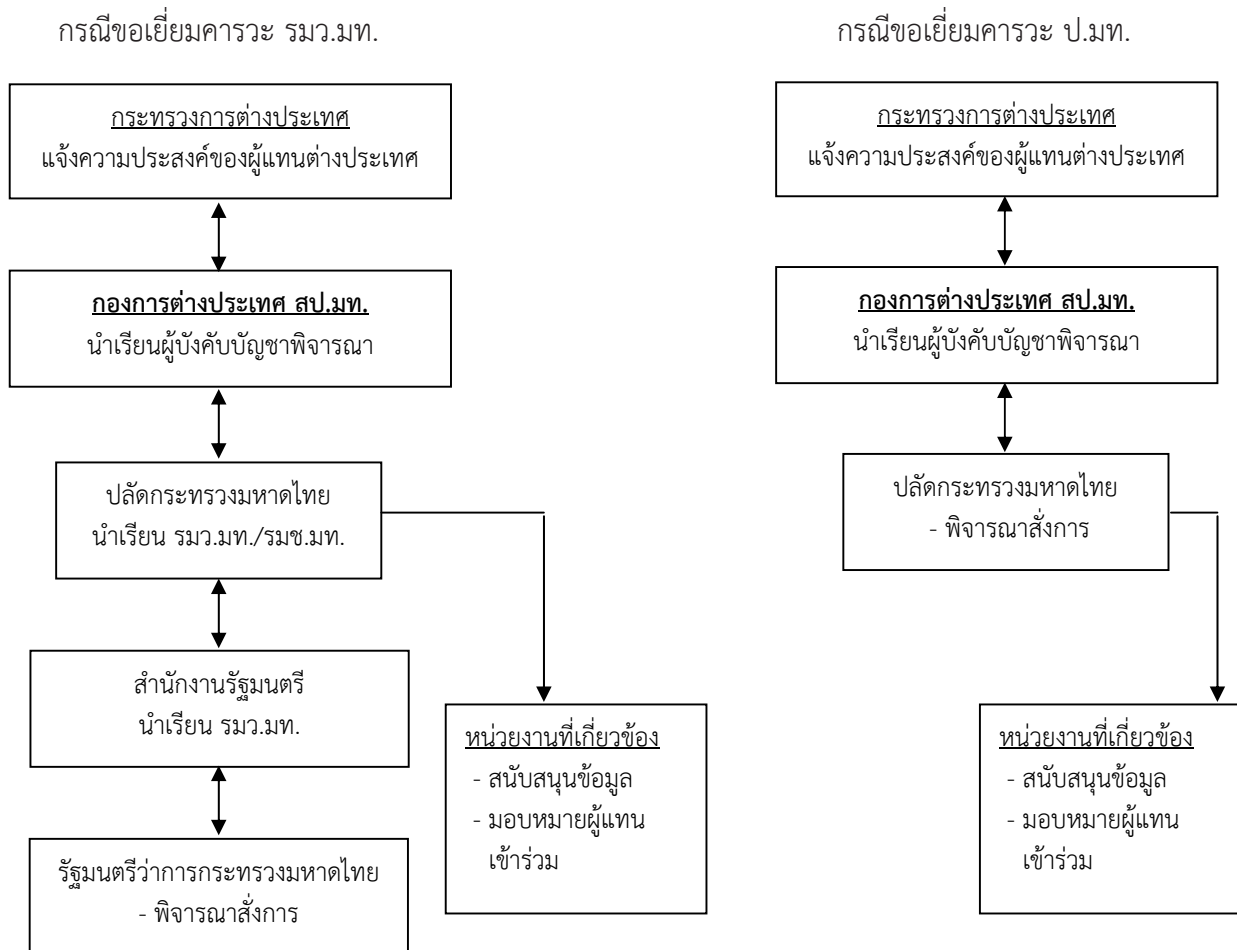 กรณีขอเยี่ยมคารวะ รมว.มท.
กระทรวงการต่างประเทศ
แจ้งความประสงค์ของผู้แทนต่างประเทศ
กองการต่างประเทศ สป.มท.
นำเรียนผู้บังคับบัญชาพิจารณา
ปลัดกระทรวงมหาดไทย
นำเรียน รมว.มท./รมช.มท.
สำนักงานรัฐมนตรี
นำเรียน รมว.มท.
รัฐมนตรีว่าการกระทรวงมหาดไทย
- พิจารณาสั่งการ
หน่วยงานที่เกี่ยวข้อง
- สนับสนุนข้อมูล
- มอบหมายผู้แทน
เข้าร่วม
กรณีขอเยี่ยมคารวะ ป.มท.
กระทรวงการต่างประเทศ
แจ้งความประสงค์ของผู้แทนต่างประเทศ
กองการต่างประเทศ สป.มท.
นำเรียนผู้บังคับบัญชาพิจารณา
ปลัดกระทรวงมหาดไทย
- พิจารณาสั่งการ
หน่วยงานที่เกี่ยวข้อง
- สนับสนุนข้อมูล
- มอบหมายผู้แทน
เข้าร่วม